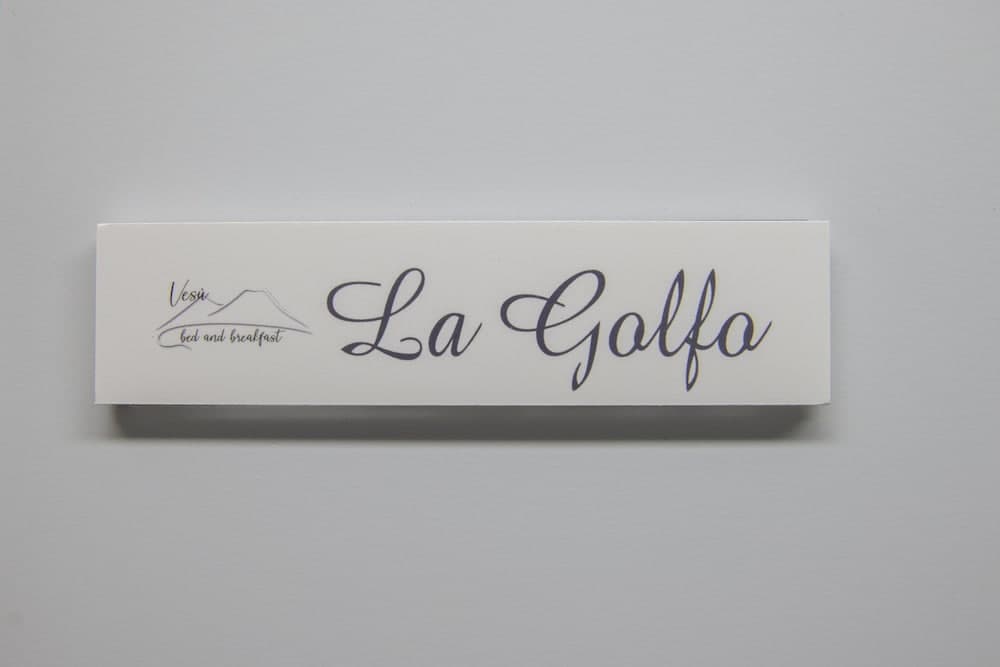 Vesù
bed and breakfast
La Golfo